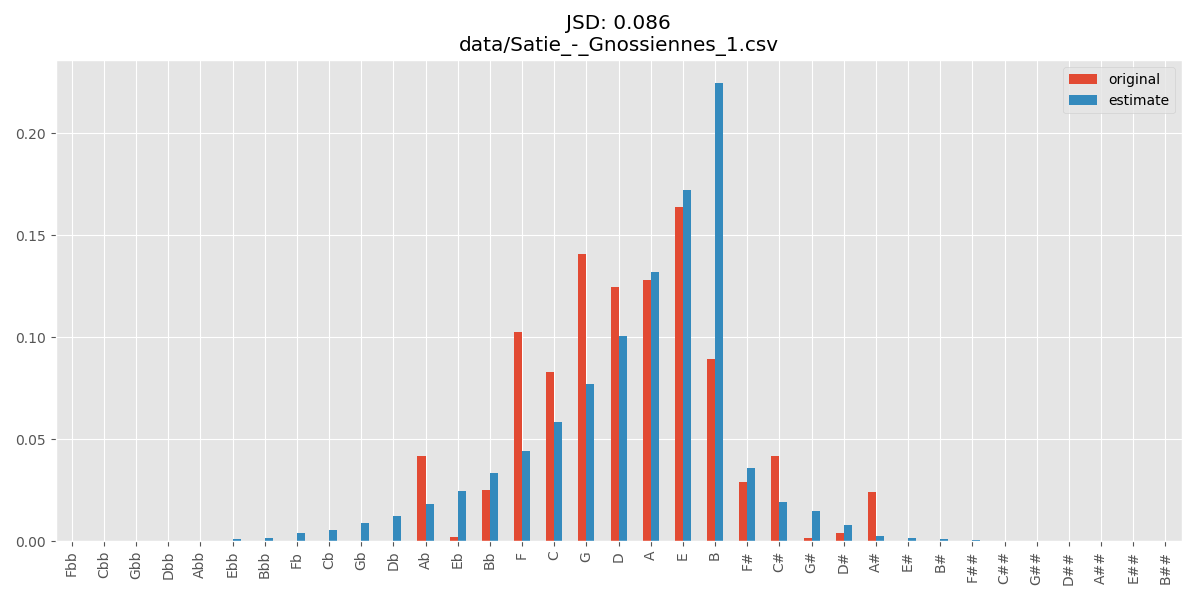 JSD: 0.086
data/Satie_-_Gnossiennes_1.csv
original
estimate
0.20
0.15
0.10
0.05
0.00
Fbb Cbb Gbb Dbb Abb Ebb Bbb Fb Cb Gb Db Ab Eb Bb F C G D A E B F# C# G# D# A# E# B# F## C## G## D## A## E## B##